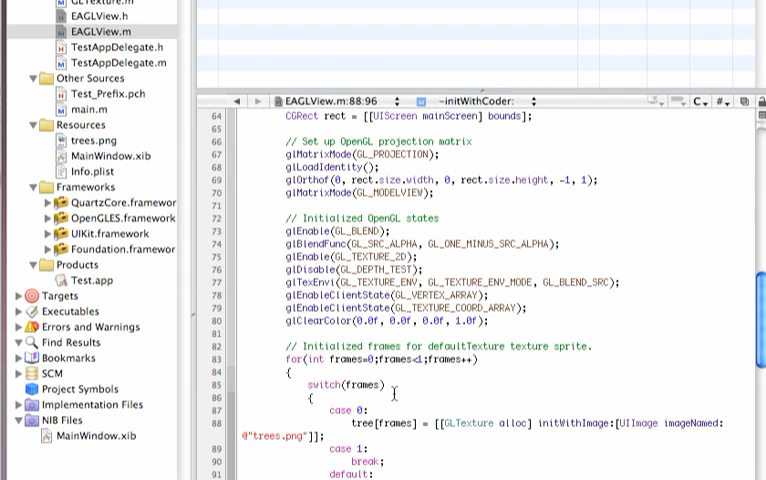 GLTexture.m
EAGLView.h
EAGLView.m
TestAppDelegate.h
TestAppDelegate.m
Other Sources
Test_Prefix.pch
main.m
Resources
trees.png
MainWindow.xib
Info.plist
Frameworks
QuartzCore.framewor
OpenGLES.framework
UIKit.framework
Foundation.framewor
Products
Test.app
Targets
Executables
Errors and Warnings
Find Results
Bookmarks
SCM
Project Symbols
Implementation Files
NIB Files
MainWindow.xib
EAGLView.m:88:96 -initWithCoder: C #
64 CGRect rect = [[UIScreen mainScreen] bounds];
65
66 // Set up OpenGL projection matrix
67 glMatrixMode(GL_PROJECTION);
68 glLoadIdentity();
69 glOrthof(0, rect.size.width, 0, rect.size.height, -1, 1);
70 glMatrixMode(GL_MODELVIEW);
71
72 // Initialized OpenGL states
73 glEnable(GL_BLEND);
74 glBlendFunc(GL_SRC_ALPHA, GL_ONE_MINUS_SRC_ALPHA);
75 glEnable(GL_TEXTURE_2D);
76 glDisable(GL_DEPTH_TEST);
77 glTexEnvi(GL_TEXTURE_ENV, GL_TEXTURE_ENV_MODE, GL_BLEND_SRC);
78 glEnableClientState(GL_VERTEX_ARRAY);
79 glEnableClientState(GL_TEXTURE_COORD_ARRAY);
80 glClearColor(0.0f, 0.0f, 0.0f, 1.0f);
81
82 // Initialized frames for defaultTexture texture sprite.
83 for(int frames=0;frames<1;frames++)
84 {
85 switch(frames)
86 {
87 case 0:
88 tree[frames] = [[GLTexture alloc] initWithImage:[UIImage imageNamed:
@"trees.png"]];
89 case 1:
90 break;
91 default: